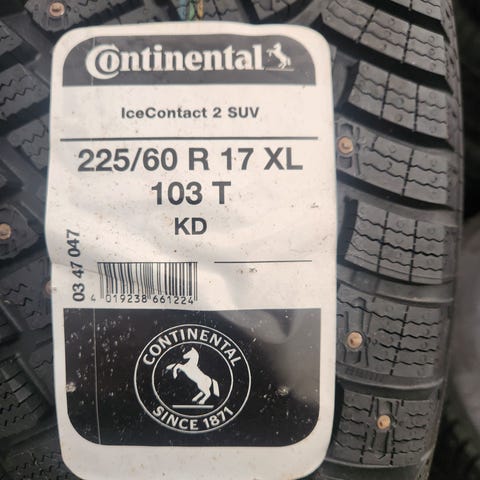 Continental
IceContact 2 SUV
225/60 R 17 XL
103 T
KD
03 47 047
4 019238 661224
CONTINENTAL
SINCE 1871